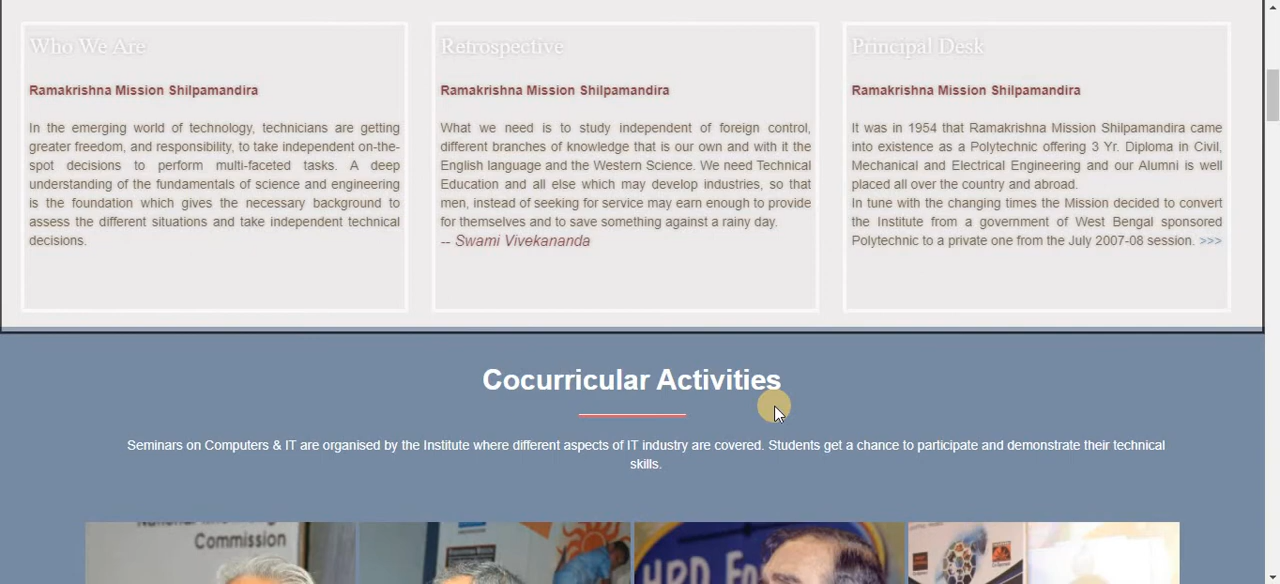 Who We Are
Ramakrishna Mission Shilpamandira
In the emerging world of technology, technicians are getting
greater freedom, and responsibility, to take independent on-the-
spot decisions to perform multi-faceted tasks. A deep
understanding of the fundamentals of science and engineering
is the foundation which gives the necessary background to
assess the different situations and take independent technical
decisions.
Retrospective
Ramakrishna Mission Shilpamandira
What we need is to study independent of foreign control,
different branches of knowledge that is our own and with it the
English language and the Western Science. We need Technical
Education and all else which may develop industries, so that
men, instead of seeking for service may earn enough to provide
for themselves and to save something against a rainy day.
-- Swami Vivekananda
Principal Desk
Ramakrishna Mission Shilpamandira
It was in 1954 that Ramakrishna Mission Shilpamandira came
into existence as a Polytechnic offering 3 Yr. Diploma in Civil,
Mechanical and Electrical Engineering and our Alumni is well
placed all over the country and abroad.
In tune with the changing times the Mission decided to convert
the Institute from a government of West Bengal sponsored
Polytechnic to a private one from the July 2007-08 session. >>>
Cocurricular Activities
Seminars on Computers & IT are organised by the Institute where different aspects of IT industry are covered. Students get a chance to participate and demonstrate their technical
skills.
Commission